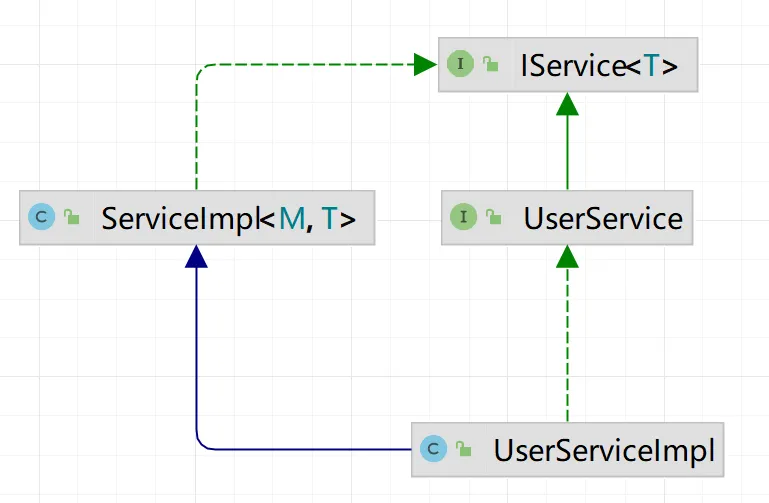 I IService<T>
C ServiceImpl<M, T>
I UserService
C UserServiceImpl